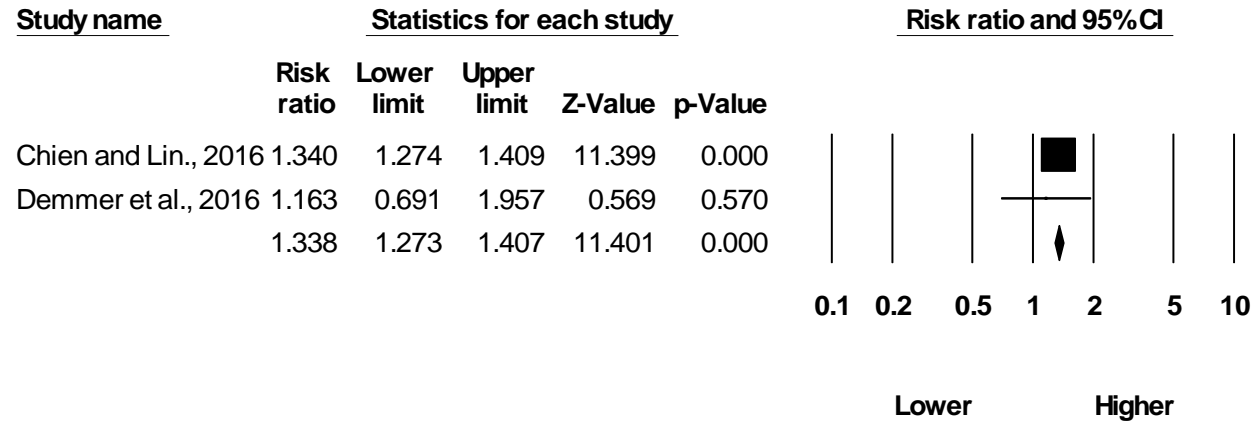 Study name Statistics for each study Risk ratio and 95% CI
Risk Lower Upper
ratio limit limit Z-Value p-Value
Chien and Lin., 2016 1.340 1.274 1.409 11.399 0.000
Demmer et al., 2016 1.163 0.691 1.957 0.569 0.570
1.338 1.273 1.407 11.401 0.000
0.1 0.2 0.5 1 2 5 10
Lower Higher